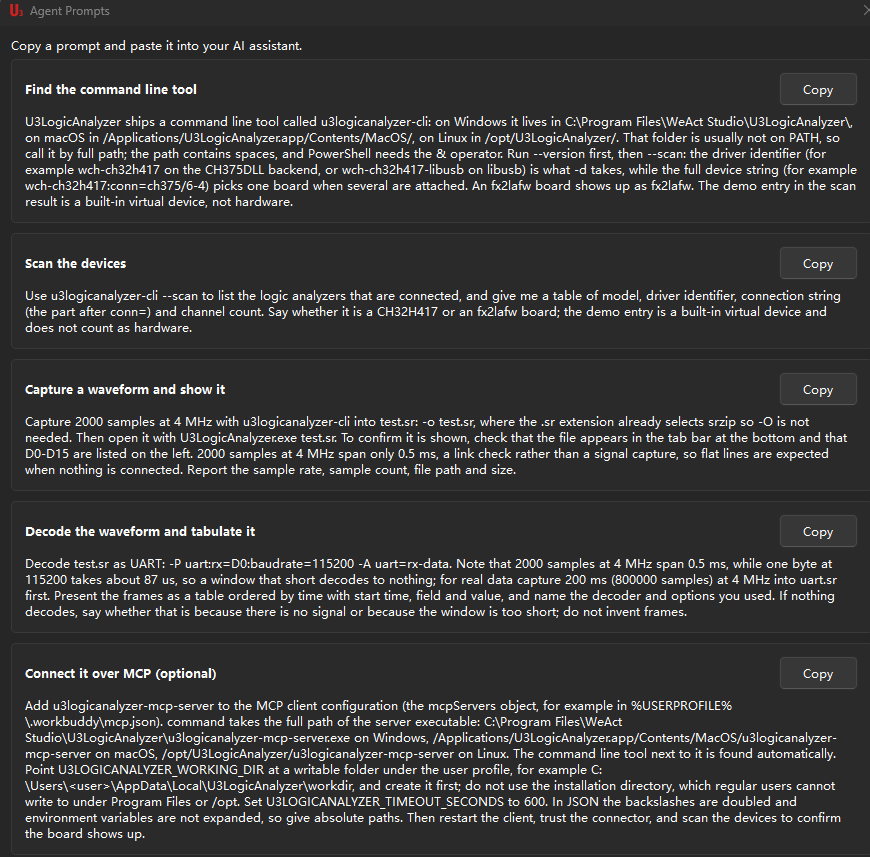 U3 Agent Prompts
Copy a prompt and paste it into your AI assistant.
Find the command line tool
Copy
U3LogicAnalyzer ships a command line tool called u3logicanalyzer-cli: on Windows it lives in C:\Program Files\WeAct Studio\U3LogicAnalyzer\,
on macOS in /Applications/U3LogicAnalyzer.app/Contents/MacOS/, on Linux in /opt/U3LogicAnalyzer/. That folder is usually not on PATH, so
call it by full path; the path contains spaces, and PowerShell needs the & operator. Run --version first, then --scan: the driver identifier (for
example wch-ch32h417 on the CH375DLL backend, or wch-ch32h417-libusb on libusb) is what -d takes, while the full device string (for example
wch-ch32h417:conn=ch375/6-4) picks one board when several are attached. An fx2lafw board shows up as fx2lafw. The demo entry in the scan
result is a built-in virtual device, not hardware.
Scan the devices
Copy
Use u3logicanalyzer-cli --scan to list the logic analyzers that are connected, and give me a table of model, driver identifier, connection string
(the part after conn=) and channel count. Say whether it is a CH32H417 or an fx2lafw board; the demo entry is a built-in virtual device and
does not count as hardware.
Capture a waveform and show it
Copy
Capture 2000 samples at 4 MHz with u3logicanalyzer-cli into test.sr: -o test.sr, where the .sr extension already selects srzip so -O is not
needed. Then open it with U3LogicAnalyzer.exe test.sr. To confirm it is shown, check that the file appears in the tab bar at the bottom and that
D0-D15 are listed on the left. 2000 samples at 4 MHz span only 0.5 ms, a link check rather than a signal capture, so flat lines are expected
when nothing is connected. Report the sample rate, sample count, file path and size.
Decode the waveform and tabulate it
Copy
Decode test.sr as UART: -P uart:rx=D0:baudrate=115200 -A uart=rx-data. Note that 2000 samples at 4 MHz span 0.5 ms, while one byte at
115200 takes about 87 us, so a window that short decodes to nothing; for real data capture 200 ms (800000 samples) at 4 MHz into uart.sr
first. Present the frames as a table ordered by time with start time, field and value, and name the decoder and options you used. If nothing
decodes, say whether that is because there is no signal or because the window is too short; do not invent frames.
Connect it over MCP (optional)
Copy
Add u3logicanalyzer-mcp-server to the MCP client configuration (the mcpServers object, for example in %USERPROFILE%
\.workbuddy\mcp.json). command takes the full path of the server executable: C:\Program Files\WeAct
Studio\U3LogicAnalyzer\u3logicanalyzer-mcp-server.exe on Windows, /Applications/U3LogicAnalyzer.app/Contents/MacOS/u3logicanalyzer-
mcp-server on macOS, /opt/U3LogicAnalyzer/u3logicanalyzer-mcp-server on Linux. The command line tool next to it is found automatically.
Point U3LOGICANALYZER_WORKING_DIR at a writable folder under the user profile, for example C:
\Users\<user>\AppData\Local\U3LogicAnalyzer\workdir, and create it first; do not use the installation directory, which regular users cannot
write to under Program Files or /opt. Set U3LOGICANALYZER_TIMEOUT_SECONDS to 600. In JSON the backslashes are doubled and
environment variables are not expanded, so give absolute paths. Then restart the client, trust the connector, and scan the devices to confirm
the board shows up.